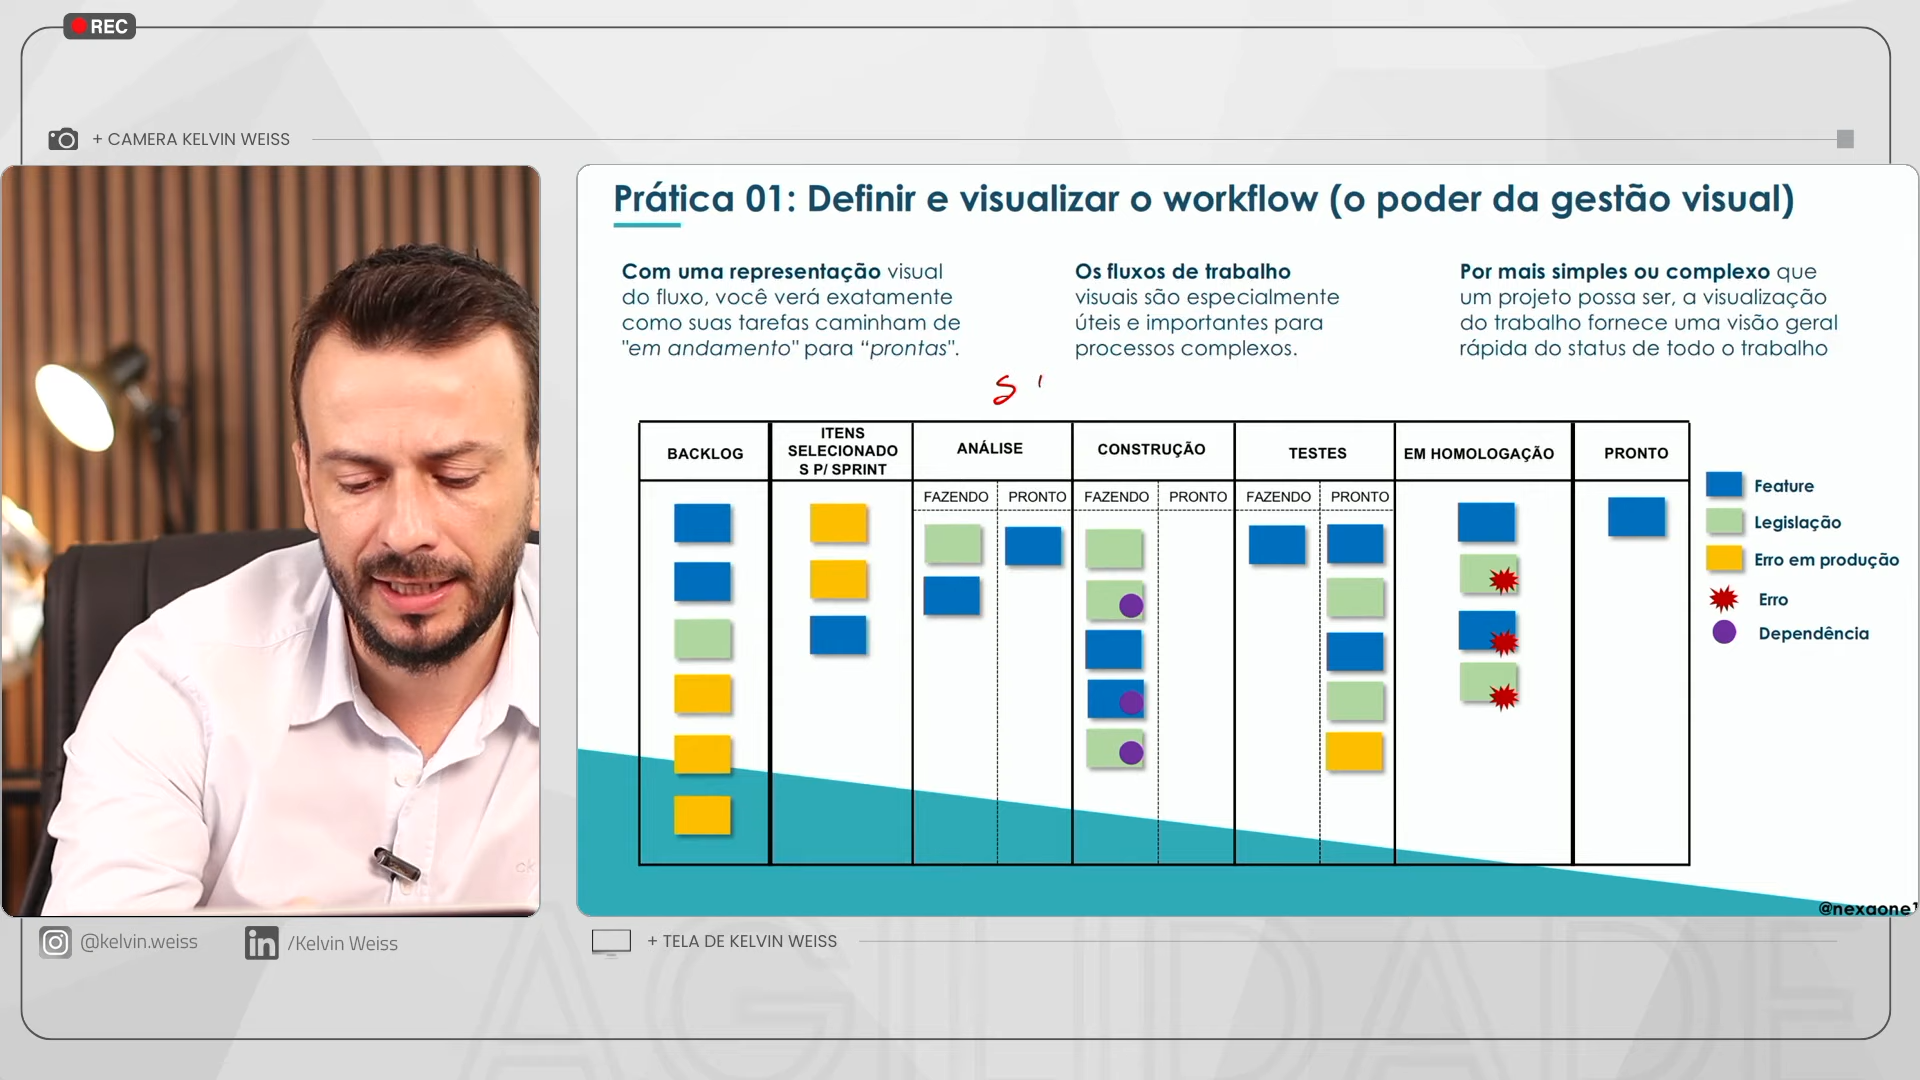 REC
+ CAMERA KELVIN WEISS
Prática 01: Definir e visualizar o workflow (o poder da gestão visual)
Com uma representação visual
do fluxo, você verá exatamente
como suas tarefas caminham de
"em andamento" para “prontas".
Os fluxos de trabalho
visuais são especialmente
úteis e importantes para
processos complexos.
Por mais simples ou complexo que
um projeto possa ser, a visualização
do trabalho fornece uma visão geral
rápida do status de todo o trabalho
BACKLOG
ITENS
SELECIONADO
S P/ SPRINT
ANÁLISE
CONSTRUÇÃO
TESTES
EM HOMOLOGAÇÃO
PRONTO
FAZENDO
PRONTO
FAZENDO
PRONTO
FAZENDO
PRONTO
Feature
Legislação
Erro em produção
Erro
Dependência
@kelvin.weiss
/Kelvin Weiss
+ TELA DE KELVIN WEISS
AGILIDADE